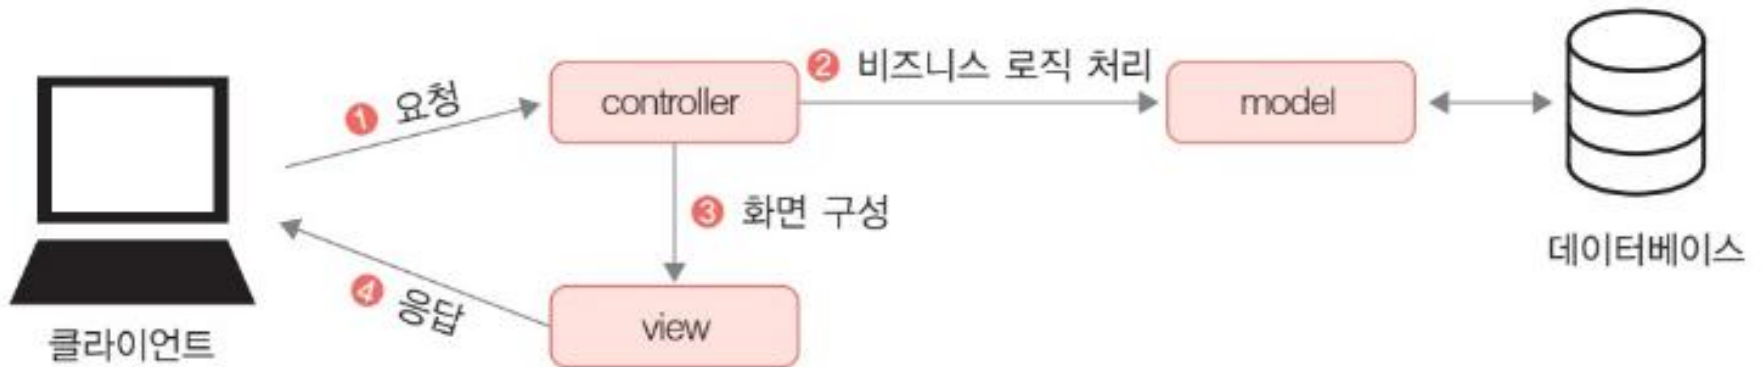 ❶ 요청
controller
❷ 비즈니스 로직 처리
model
❸ 화면 구성
❹ 응답
view
클라이언트
데이터베이스